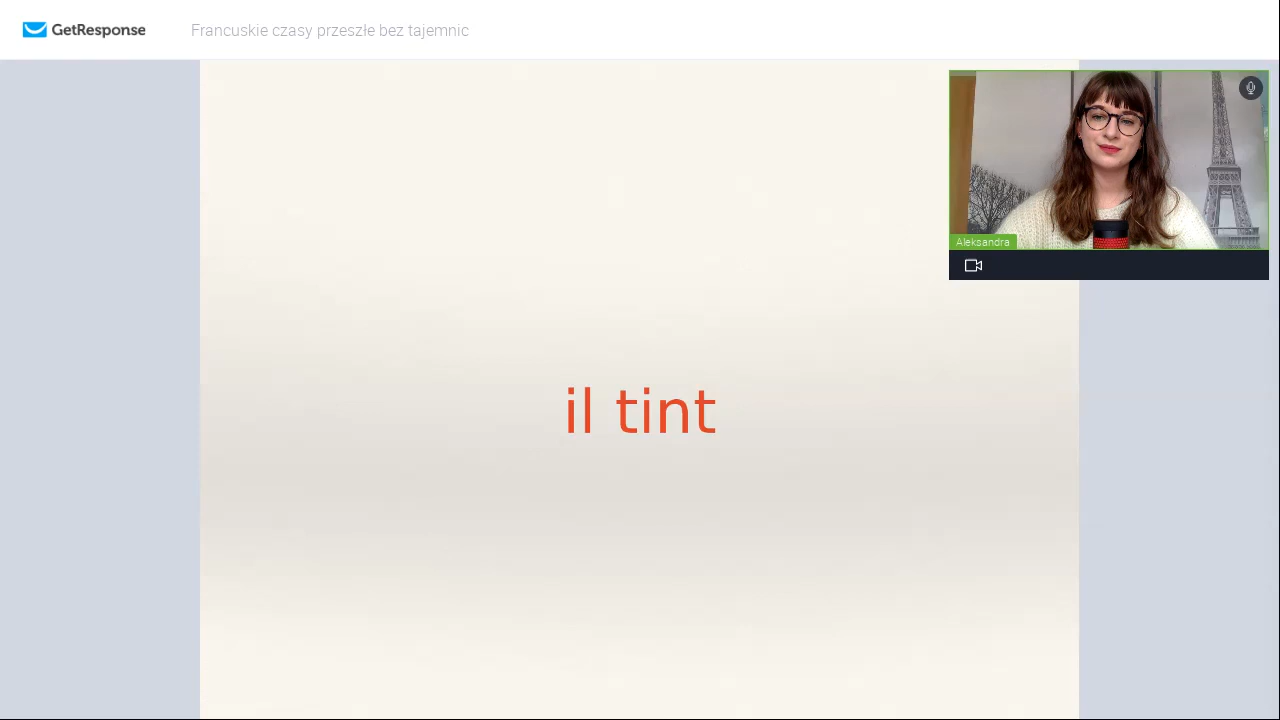 GetResponse
Francuskie czasy przeszłe bez tajemnic
Aleksandra
il tint